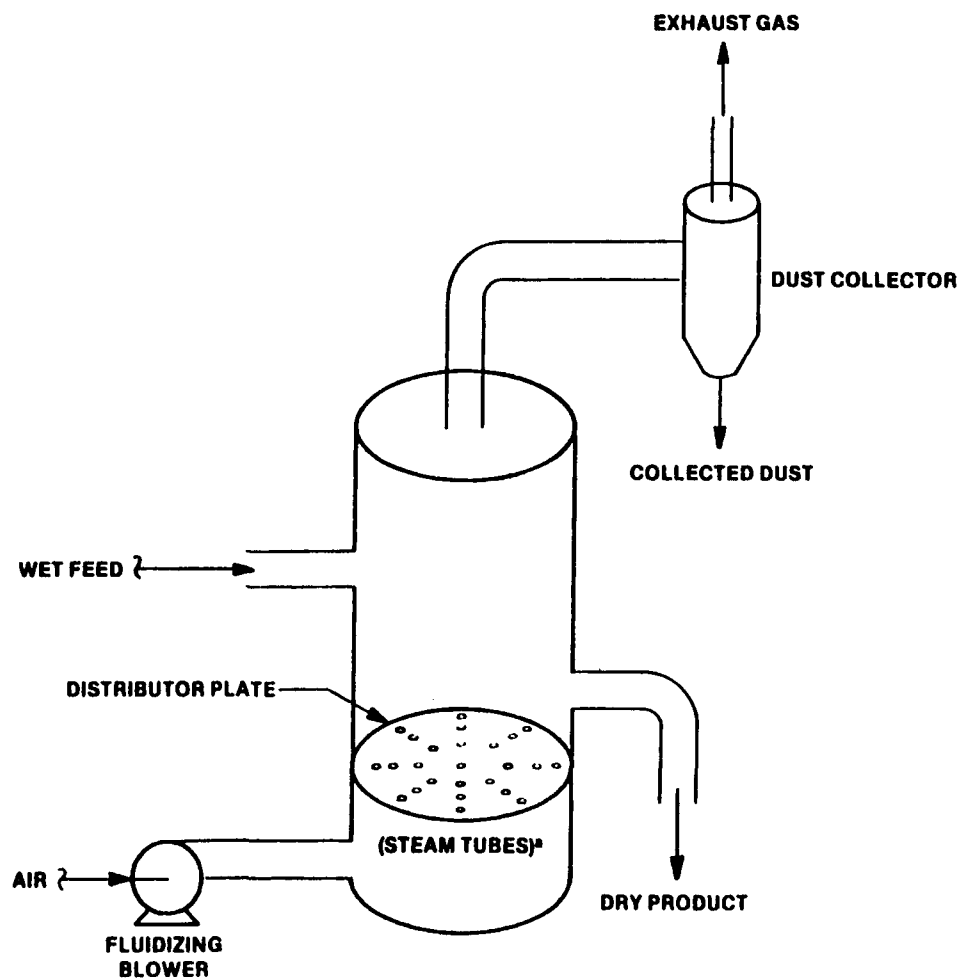 EXHAUST GAS
DUST COLLECTOR
COLLECTED DUST
WET FEED
DISTRIBUTOR PLATE
(STEAM TUBES)ᵃ
AIR
DRY PRODUCT
FLUIDIZING
BLOWER